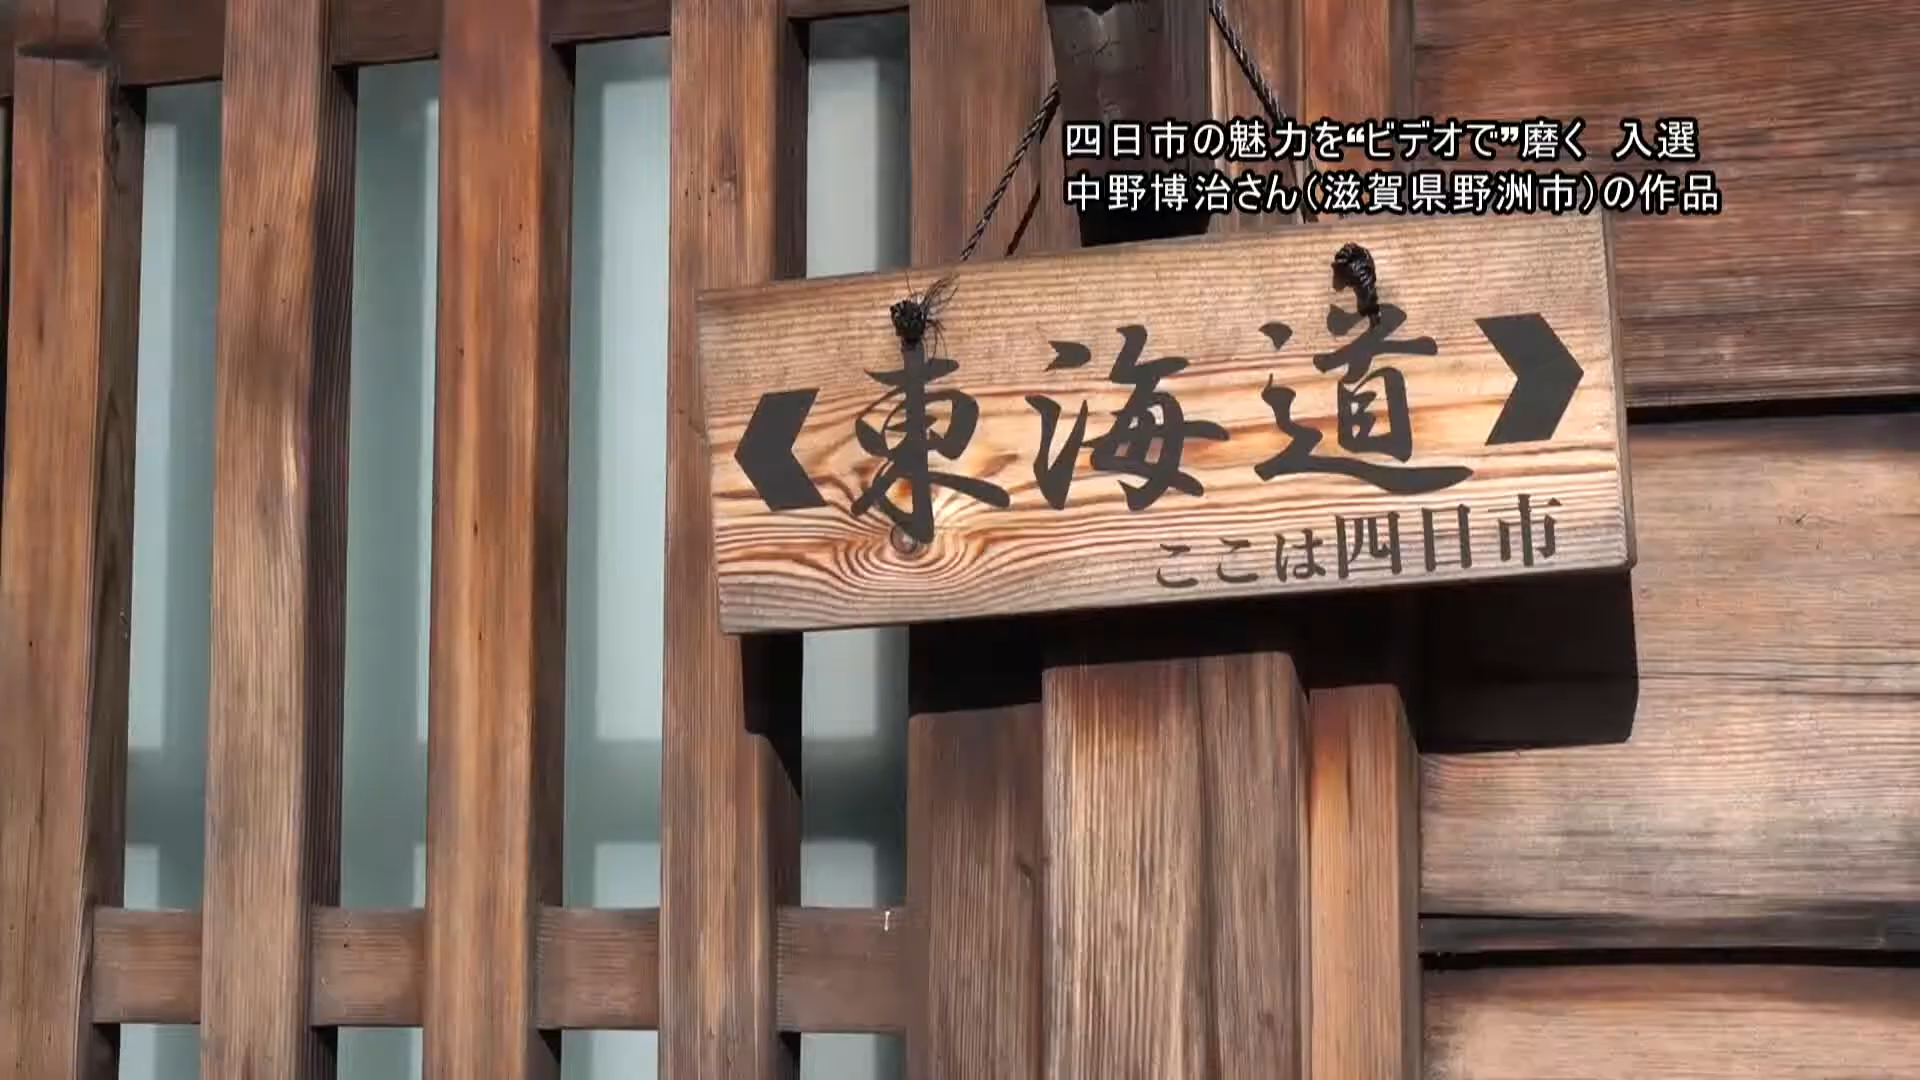 四日市の魅力を“ビデオで”磨く　入選
中野博治さん（滋賀県野洲市）の作品
東海道
ここは四日市